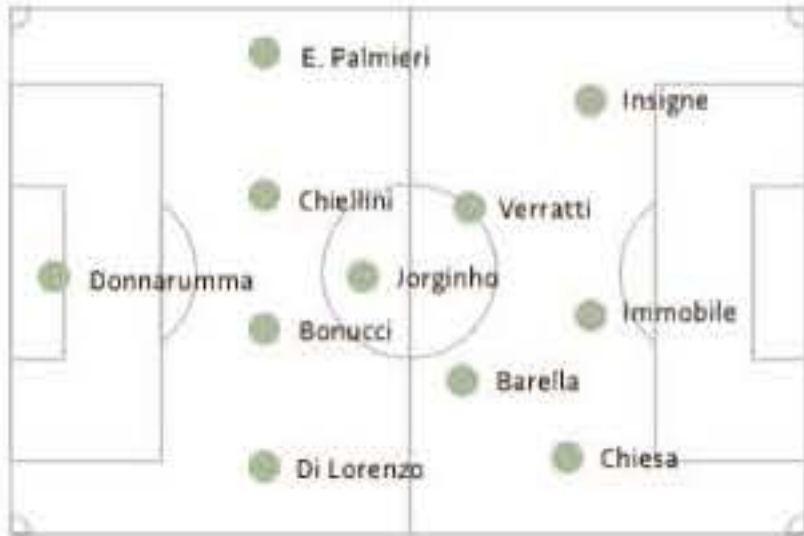 E. Palmieri
Insigne
Chiellini
Verratti
Donnarumma
Jorginho
Immobile
Bonucci
Barella
Di Lorenzo
Chiesa